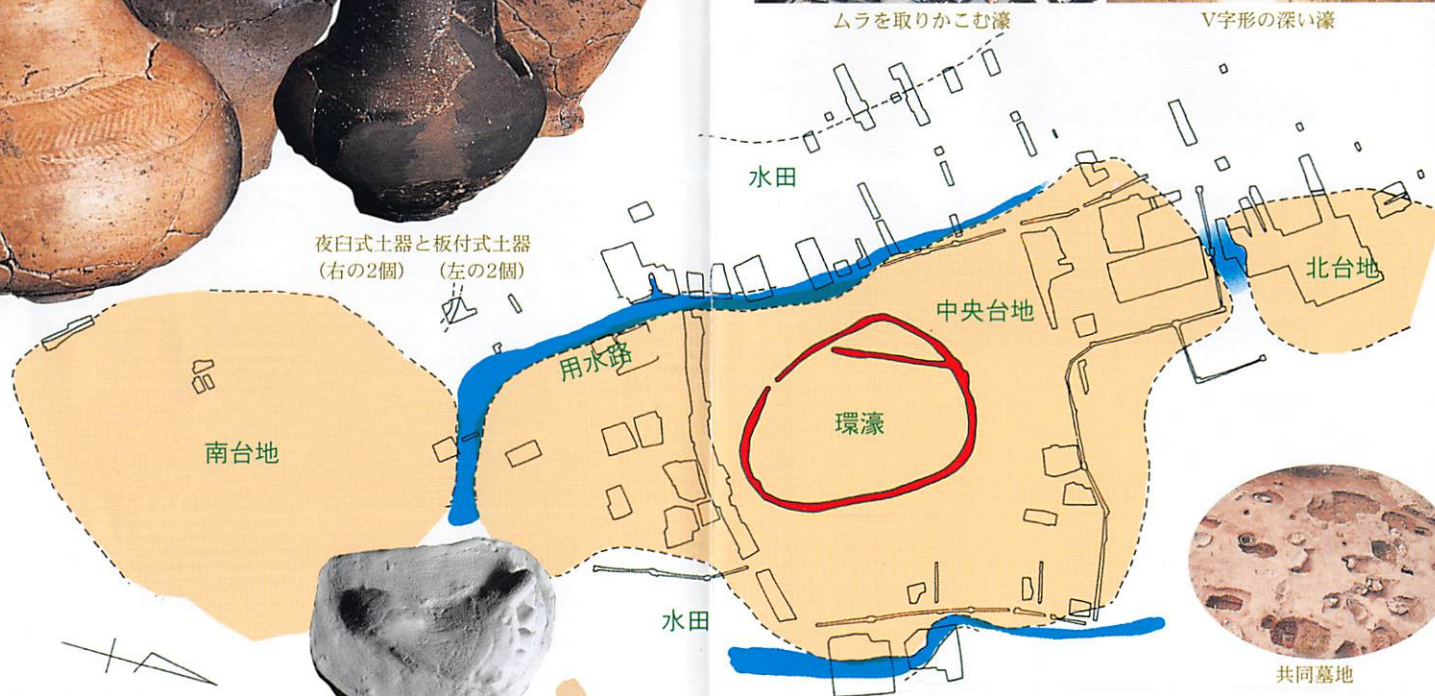 ムラを取りかこむ濠
V字形の深い濠
水田
夜臼式土器と板付式土器
（右の2個）　（左の2個）
北台地
中央台地
用水路
環濠
南台地
水田
共同墓地